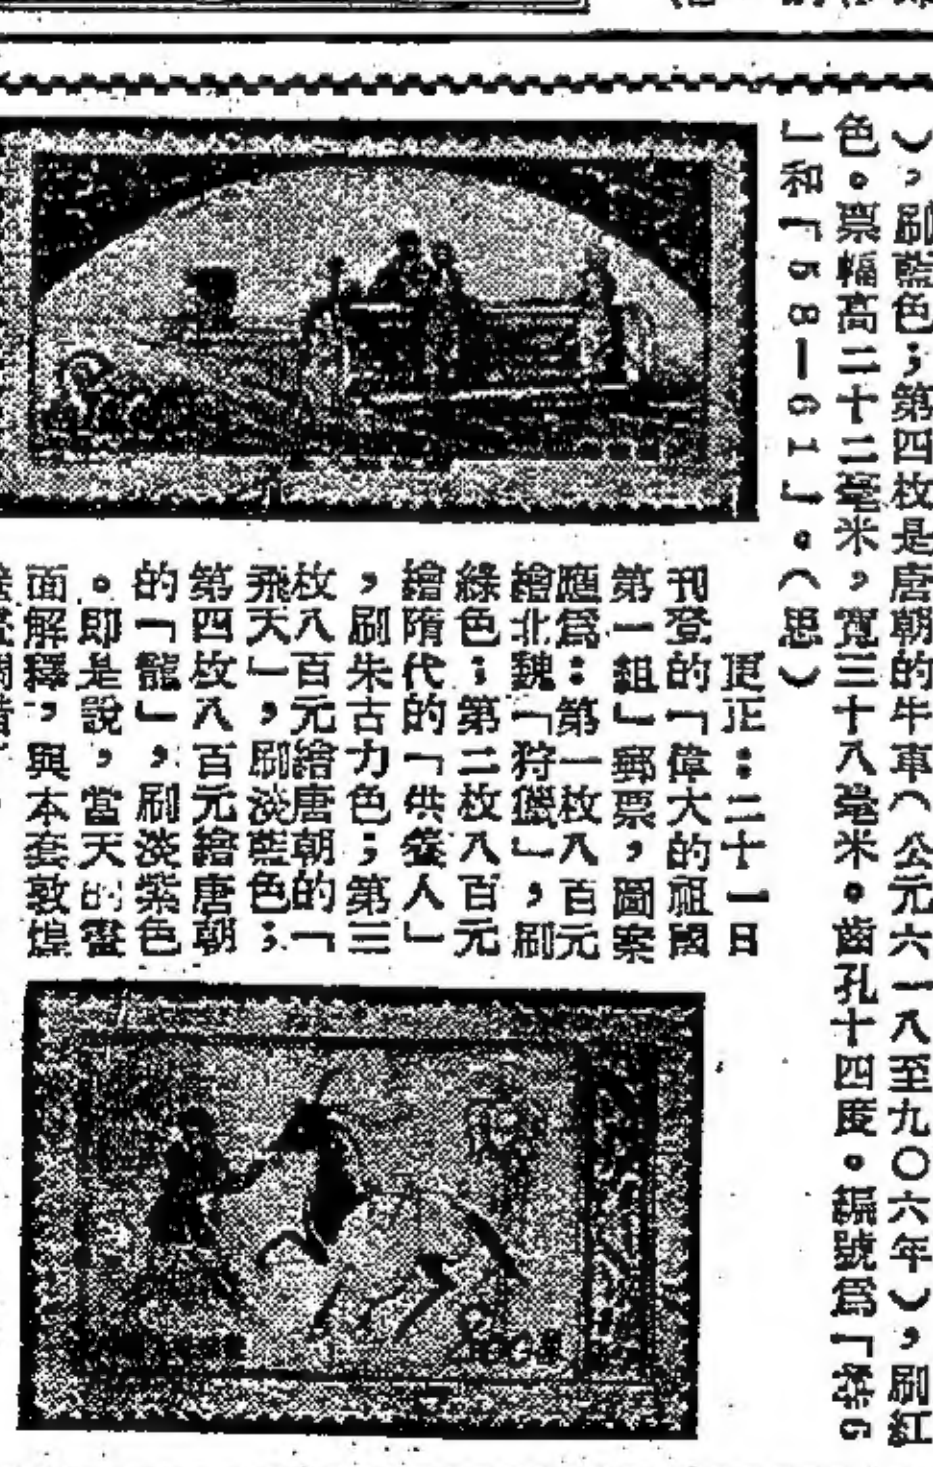 ），刷藍色；第四枚是唐朝的牛車（公元六一八至九〇六年），刷紅
色。票幅高二十二毫米，寬三十八毫米。齒孔十四度。編號爲「特6
」和「58—61」。（思）
更正：二十一日
刊登的「偉大的祖國
第一組」郵票，圖案
應爲：第一枚八百元
繪北魏「狩獵」，刷
綠色；第二枚八百元
繪隋代的「供養人」
，刷朱古力色；第三
枚八百元繪唐朝的「
飛天」，刷淡藍色；
第四枚八百元繪唐朝
的「龍」，刷淡紫色
。即是說，當天的畫
面解釋，與本套敦煌